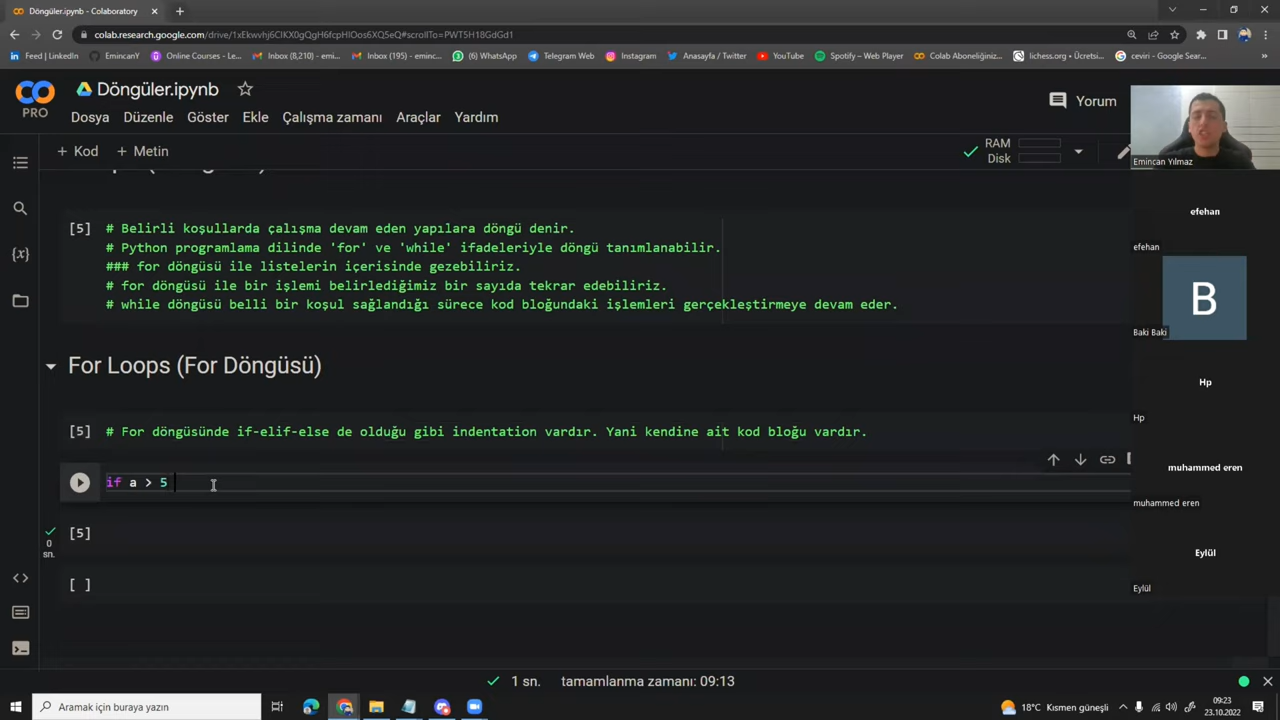 Döngüler.ipynb - Colaboratory
colab.research.google.com/drive/1xEkwvhj6CIKX0gQgH6fcpHIOos6XQ5eQ#scrollTo=PWT5H18GdGd1
Feed | LinkedIn
EmincanY
Online Courses - Le...
Inbox (8,210) - emi...
Inbox (195) - eminc...
(6) WhatsApp
Telegram Web
Instagram
Anasayfa / Twitter
YouTube
Spotify – Web Player
Colab Aboneliğiniz...
lichess.org • Ücretsi...
ceviri - Google Sear...
PRO
Döngüler.ipynb
Dosya Düzenle Göster Ekle Çalışma zamanı Araçlar Yardım
Yorum
+ Kod + Metin
RAM
Disk
[5] # Belirli koşullarda çalışma devam eden yapılara döngü denir.
# Python programlama dilinde 'for' ve 'while' ifadeleriyle döngü tanımlanabilir.
### for döngüsü ile listelerin içerisinde gezebiliriz.
# for döngüsü ile bir işlemi belirlediğimiz bir sayıda tekrar edebiliriz.
# while döngüsü belli bir koşul sağlandığı sürece kod bloğundaki işlemleri gerçekleştirmeye devam eder.
For Loops (For Döngüsü)
[5] # For döngüsünde if-elif-else de olduğu gibi indentation vardır. Yani kendine ait kod bloğu vardır.
if a > 5
[5]
0
sn.
[ ]
1 sn. tamamlanma zamanı: 09:13
Emincan Yılmaz
efehan
efehan
B
Baki Baki
Hp
Hp
muhammed eren
muhammed eren
Eylül
Eylül
Aramak için buraya yazın
18°C Kısmen güneşli
09:23
23.10.2022